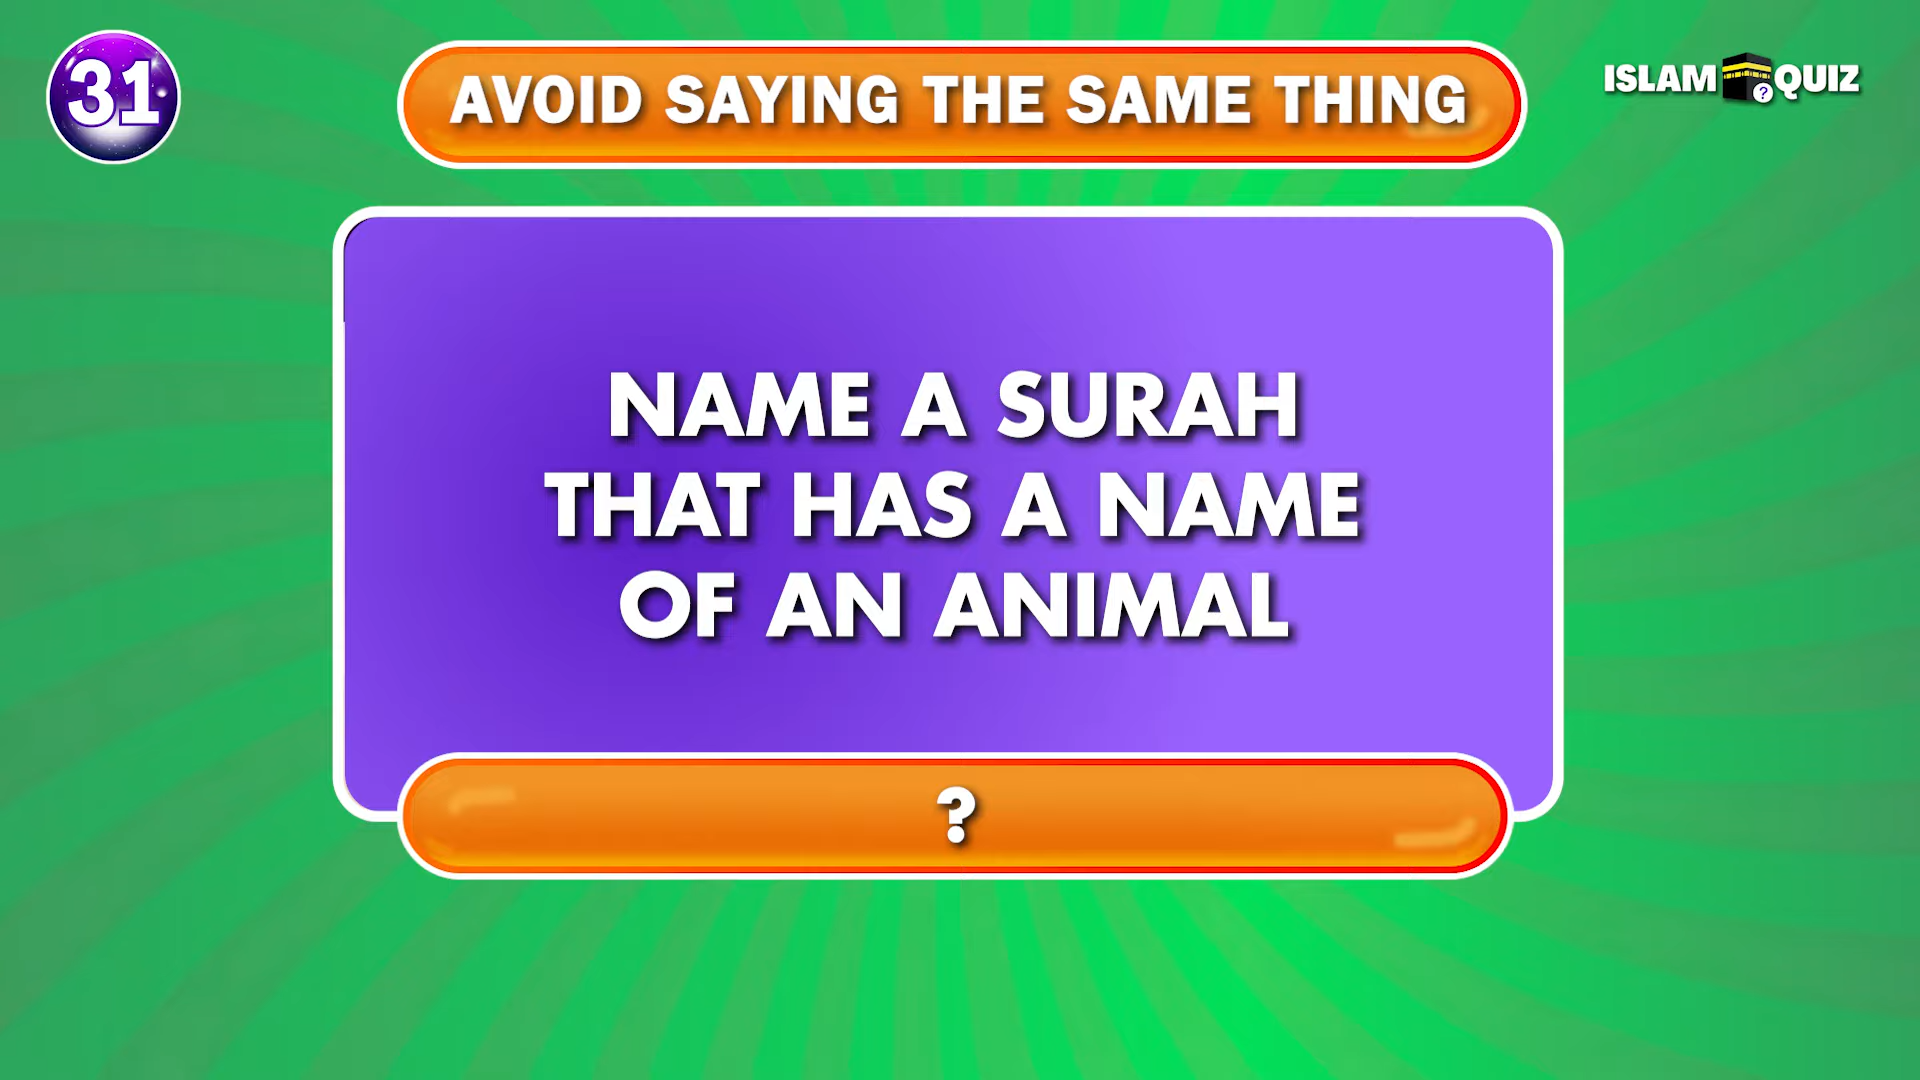 31
AVOID SAYING THE SAME THING
ISLAM QUIZ
?
NAME A SURAH
THAT HAS A NAME
OF AN ANIMAL
?